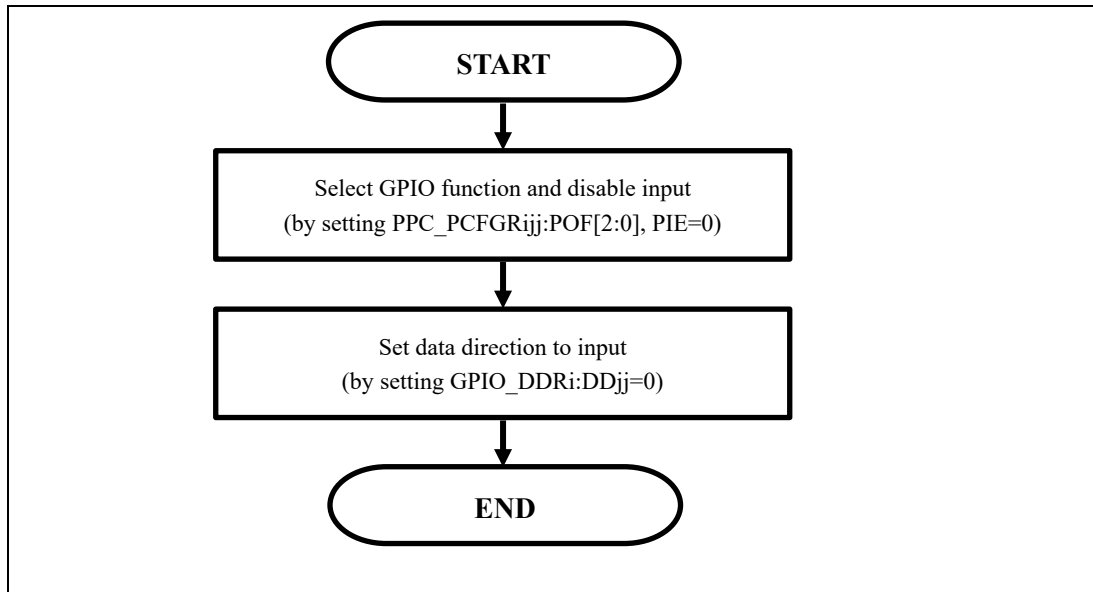 START
Select GPIO function and disable input
(by setting PPC_PCFGRijj:POF[2:0], PIE=0)
Set data direction to input
(by setting GPIO_DDRi:DDjj=0)
END